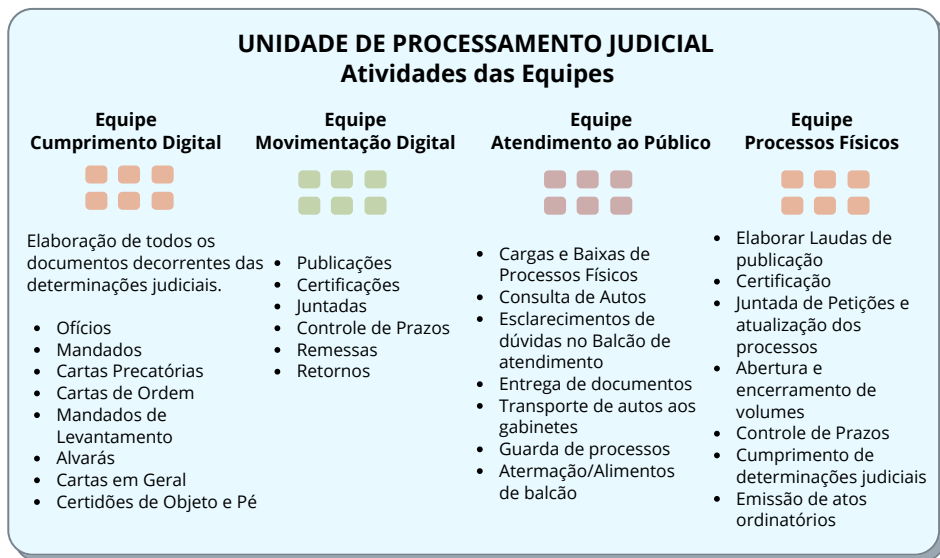 UNIDADE DE PROCESSAMENTO JUDICIAL
Atividades das Equipes
Equipe
Cumprimento Digital
Elaboração de todos os
documentos decorrentes das
determinações judiciais.
• Ofícios
• Mandados
• Cartas Precatórias
• Cartas de Ordem
• Mandados de
Levantamento
• Alvarás
• Cartas em Geral
• Certidões de Objeto e Pé
Equipe
Movimentação Digital
• Publicações
• Certificações
• Juntadas
• Controle de Prazos
• Remessas
• Retornos
Equipe
Atendimento ao Público
• Cargas e Baixas de
Processos Físicos
• Consulta de Autos
• Esclarecimentos de
dúvidas no Balcão de
atendimento
• Entrega de documentos
• Transporte de autos aos
gabinetes
• Guarda de processos
• Atermação/Alimentos
de balcão
Equipe
Processos Físicos
• Elaborar Laudas de
publicação
• Certificação
• Juntada de Petições e
atualização dos
processos
• Abertura e
encerramento de
volumes
• Controle de Prazos
• Cumprimento de
determinações judiciais
• Emissão de atos
ordinatórios